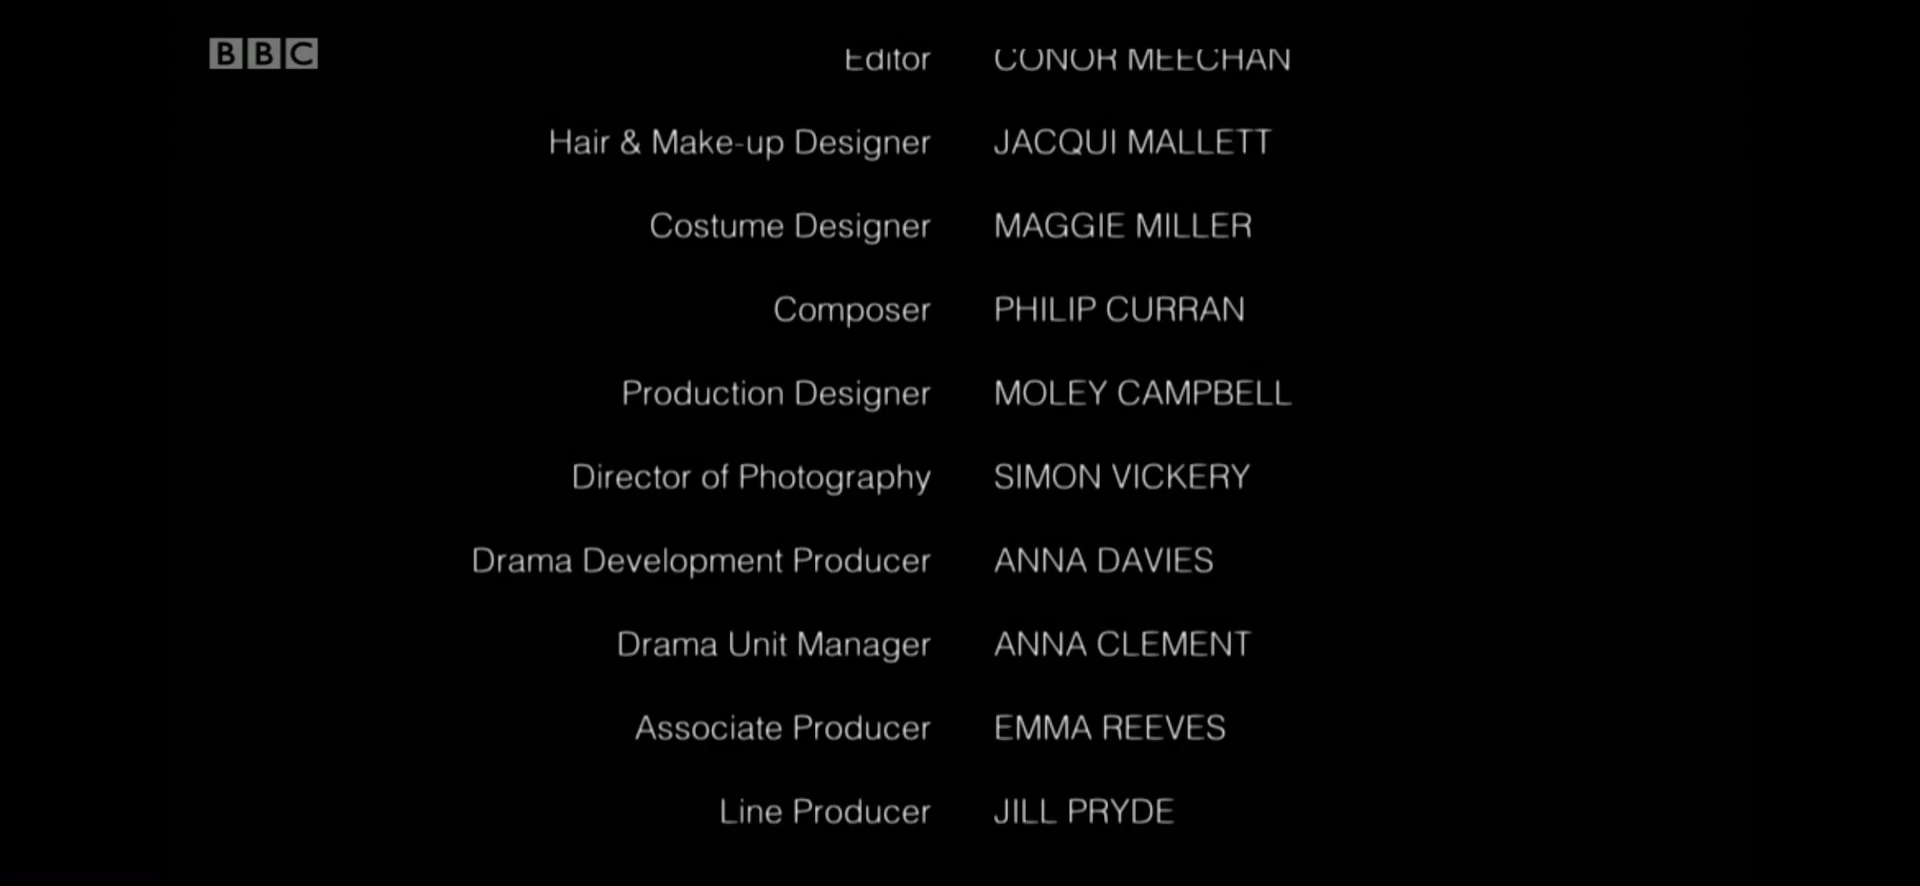 BBC
Editor CONOR MEECHAN
Hair & Make-up Designer JACQUI MALLETT
Costume Designer MAGGIE MILLER
Composer PHILIP CURRAN
Production Designer MOLEY CAMPBELL
Director of Photography SIMON VICKERY
Drama Development Producer ANNA DAVIES
Drama Unit Manager ANNA CLEMENT
Associate Producer EMMA REEVES
Line Producer JILL PRYDE